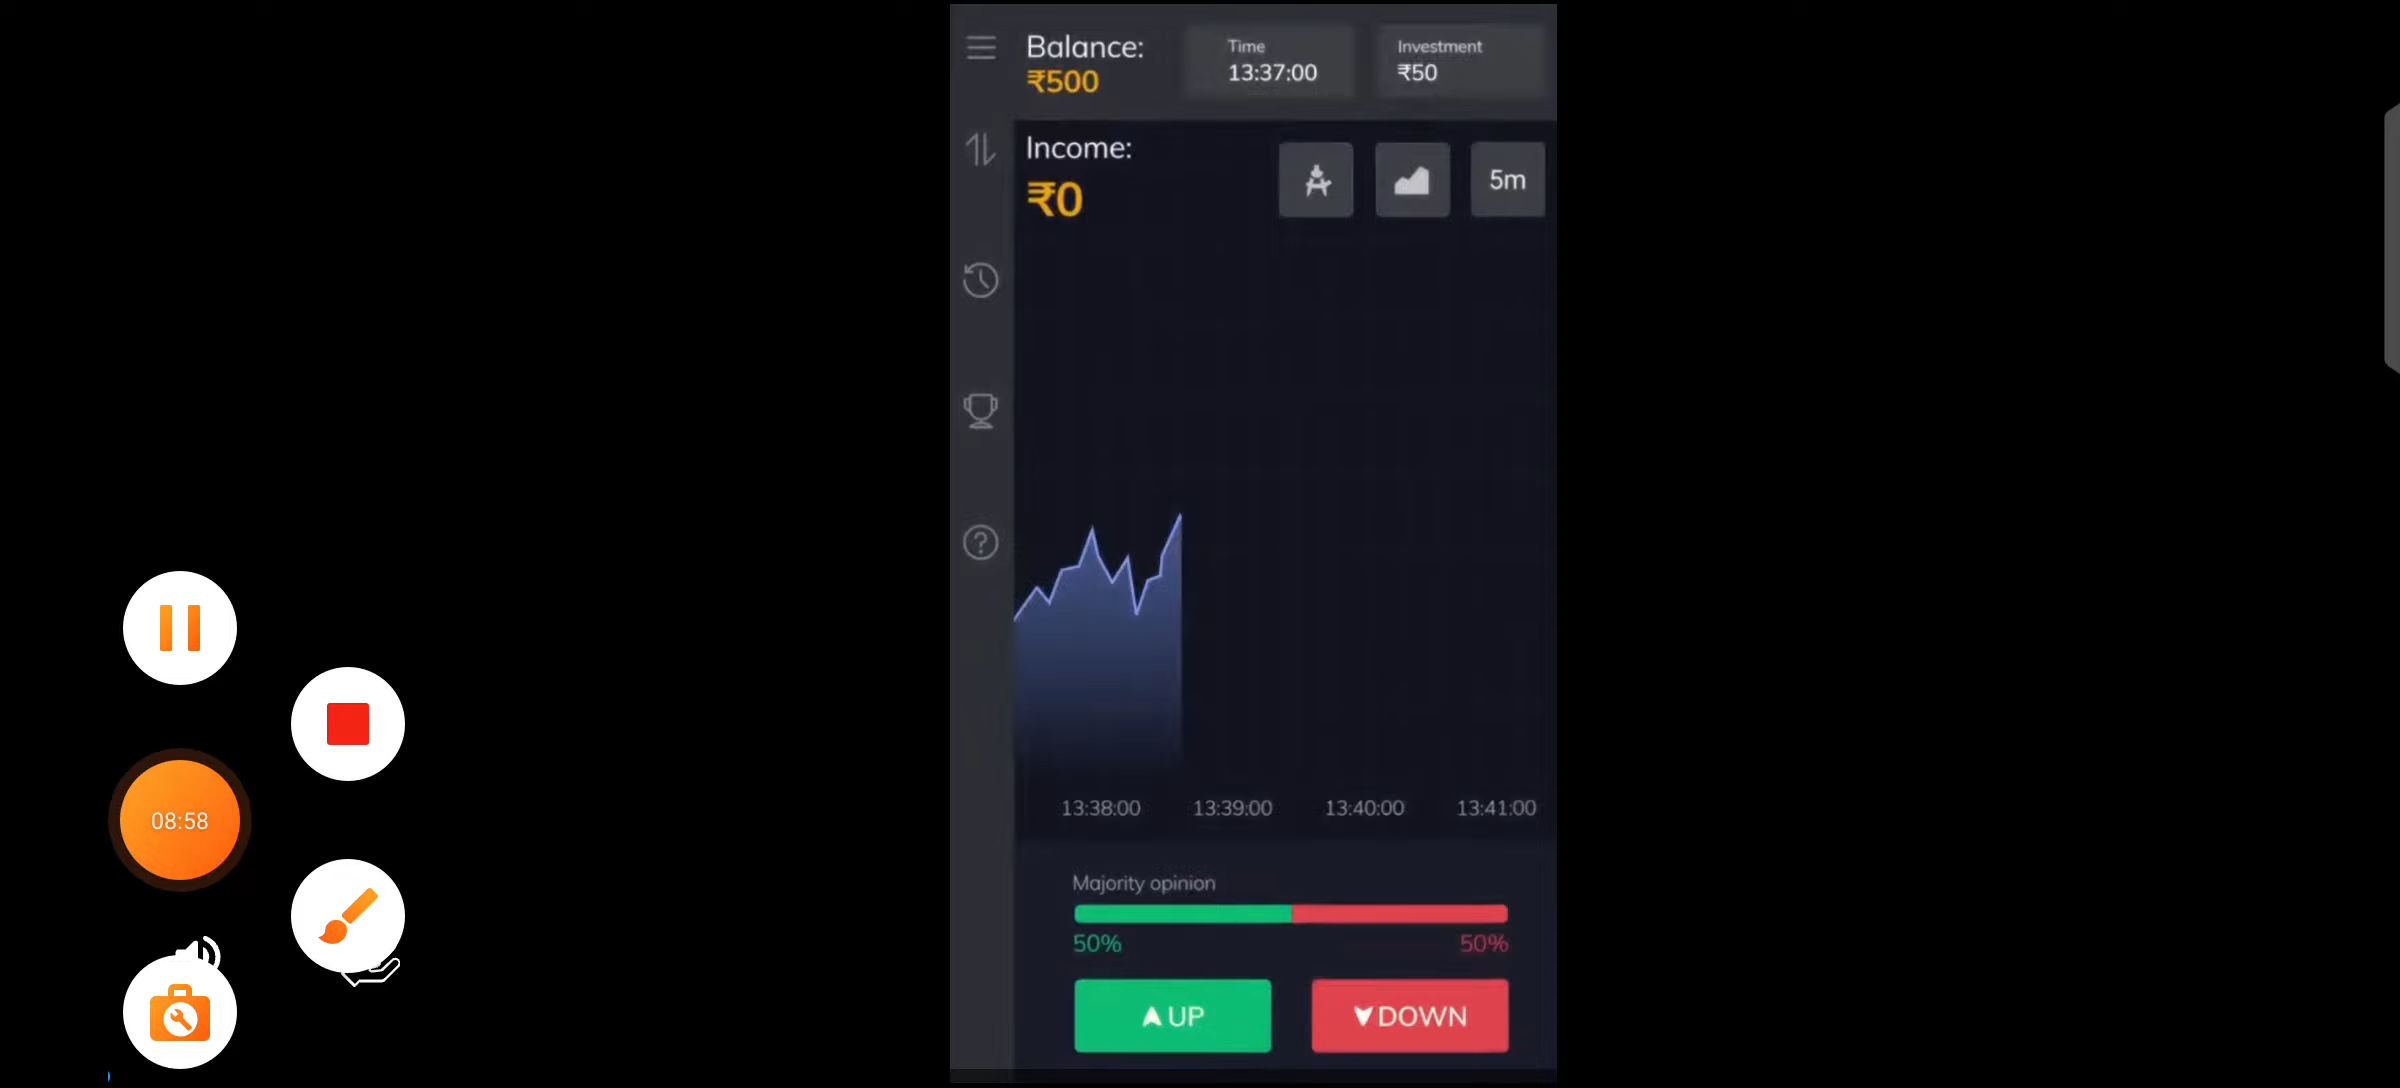 Balance:
₹500
Time
13:37:00
Investment
₹50
Income:
₹0
5m
?
13:38:00 13:39:00 13:40:00 13:41:00
Majority opinion
50% 50%
UP DOWN
08:58